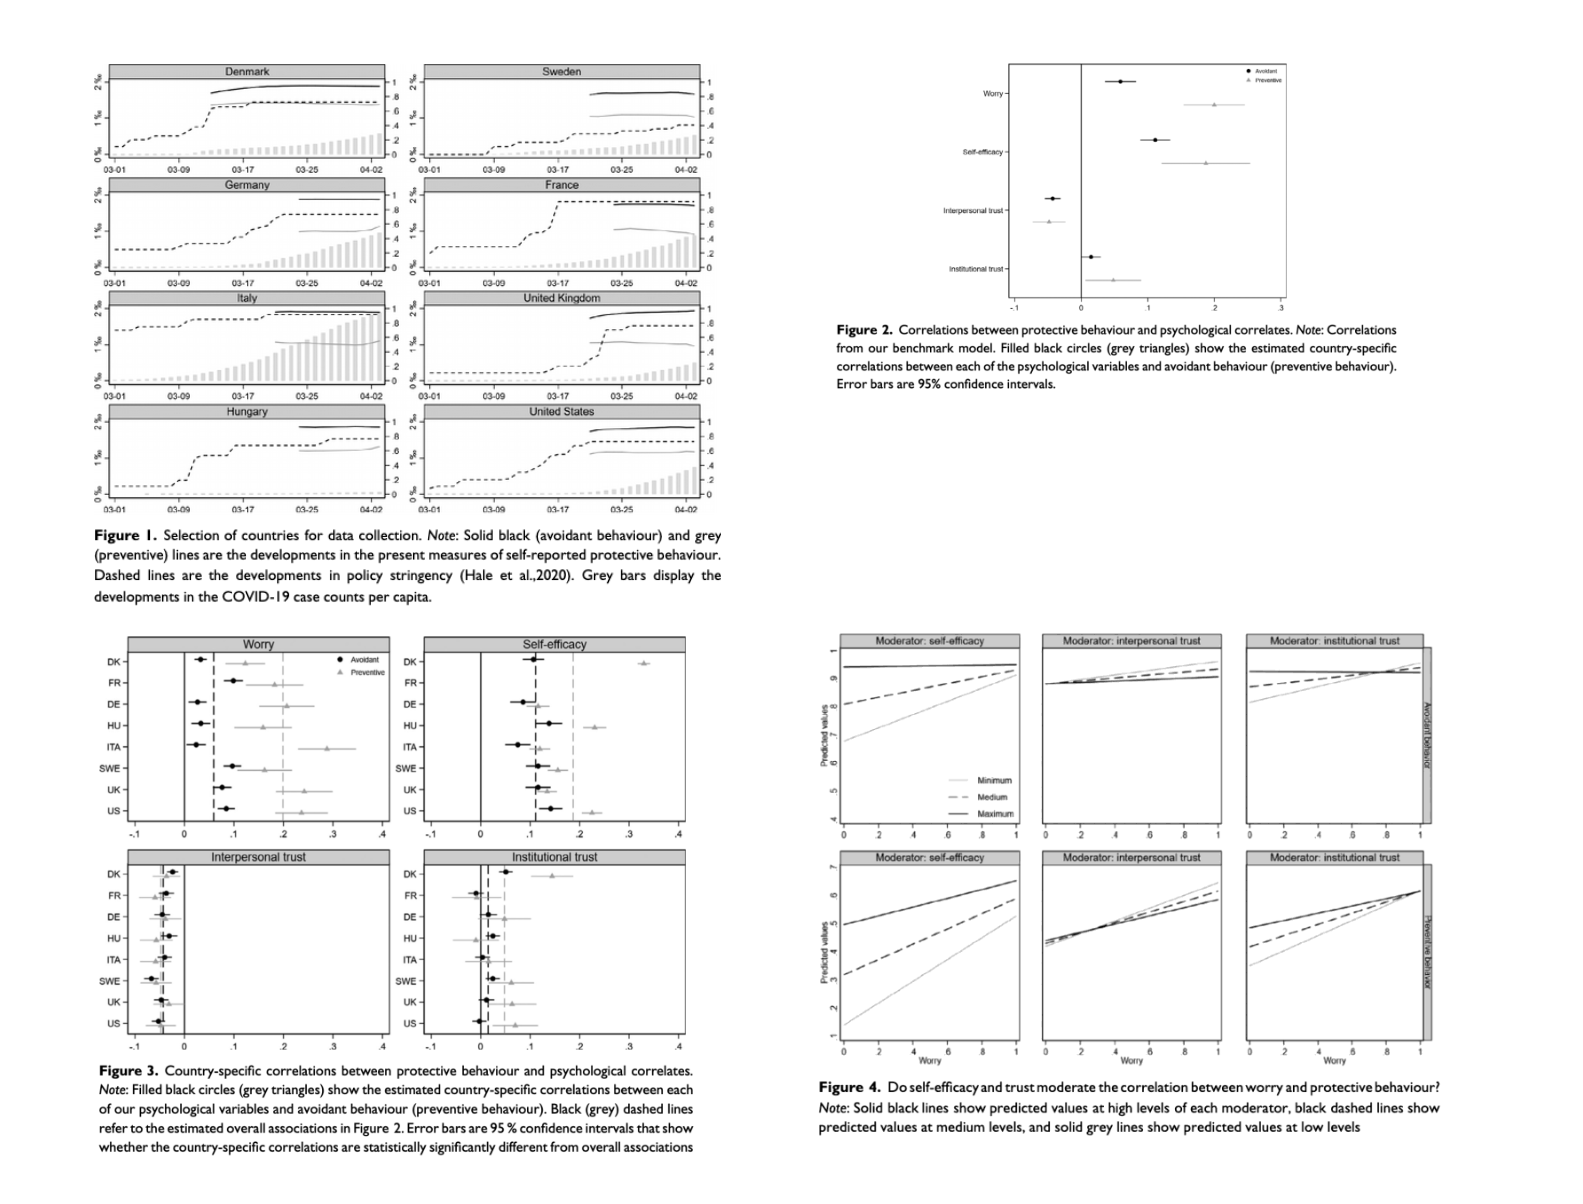 Denmark
Sweden
2 ‰
1 ‰
0 ‰
1
.8
.6
.4
.2
0
2 ‰
1 ‰
0 ‰
1
.8
.6
.4
.2
0
03-01 03-09 03-17 03-25 04-02
03-01 03-09 03-17 03-25 04-02
Germany
France
2 ‰
1 ‰
0 ‰
1
.8
.6
.4
.2
0
2 ‰
1 ‰
0 ‰
1
.8
.6
.4
.2
0
03-01 03-09 03-17 03-25 04-02
03-01 03-09 03-17 03-25 04-02
Italy
United Kingdom
2 ‰
1 ‰
0 ‰
1
.8
.6
.4
.2
0
2 ‰
1 ‰
0 ‰
1
.8
.6
.4
.2
0
03-01 03-09 03-17 03-25 04-02
03-01 03-09 03-17 03-25 04-02
Hungary
United States
2 ‰
1 ‰
0 ‰
1
.8
.6
.4
.2
0
2 ‰
1 ‰
0 ‰
1
.8
.6
.4
.2
0
03-01 03-09 03-17 03-25 04-02
03-01 03-09 03-17 03-25 04-02
Figure 1. Selection of countries for data collection. Note: Solid black (avoidant behaviour) and grey
(preventive) lines are the developments in the present measures of self-reported protective behaviour.
Dashed lines are the developments in policy stringency (Hale et al.,2020). Grey bars display the
developments in the COVID-19 case counts per capita.
Avoidant
Preventive
Worry
Self-efficacy
Interpersonal trust
Institutional trust
-.1 0 .1 .2 .3
Figure 2. Correlations between protective behaviour and psychological correlates. Note: Correlations
from our benchmark model. Filled black circles (grey triangles) show the estimated country-specific
correlations between each of the psychological variables and avoidant behaviour (preventive behaviour).
Error bars are 95% confidence intervals.
Worry
Self-efficacy
Avoidant
Preventive
DK
FR
DE
HU
ITA
SWE
UK
US
DK
FR
DE
HU
ITA
SWE
UK
US
-.1 0 .1 .2 .3 .4
-.1 0 .1 .2 .3 .4
Interpersonal trust
Institutional trust
DK
FR
DE
HU
ITA
SWE
UK
US
DK
FR
DE
HU
ITA
SWE
UK
US
-.1 0 .1 .2 .3 .4
-.1 0 .1 .2 .3 .4
Figure 3. Country-specific correlations between protective behaviour and psychological correlates.
Note: Filled black circles (grey triangles) show the estimated country-specific correlations between each
of our psychological variables and avoidant behaviour (preventive behaviour). Black (grey) dashed lines
refer to the estimated overall associations in Figure 2. Error bars are 95 % confidence intervals that show
whether the country-specific correlations are statistically significantly different from overall associations
Moderator: self-efficacy
Moderator: interpersonal trust
Moderator: institutional trust
Predicted values
1
.9
.8
.7
.6
.5
.4
Minimum
Medium
Maximum
Avoidant behavior
0 .2 .4 .6 .8 1
0 .2 .4 .6 .8 1
0 .2 .4 .6 .8 1
Moderator: self-efficacy
Moderator: interpersonal trust
Moderator: institutional trust
Predicted values
.7
.6
.5
.4
.3
.2
.1
Preventive behavior
0 .2 .4 .6 .8 1
0 .2 .4 .6 .8 1
0 .2 .4 .6 .8 1
Worry
Worry
Worry
Figure 4. Do self-efficacy and trust moderate the correlation between worry and protective behaviour?
Note: Solid black lines show predicted values at high levels of each moderator, black dashed lines show
predicted values at medium levels, and solid grey lines show predicted values at low levels